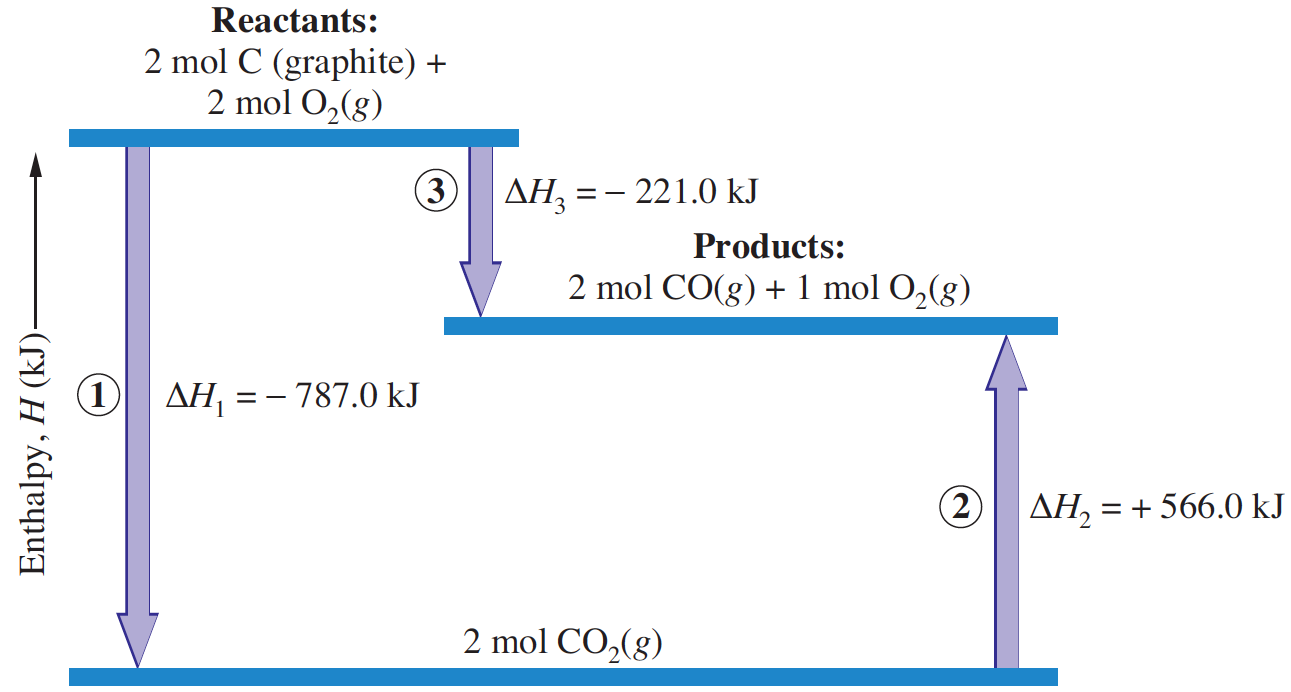 Reactants:
2 mol C (graphite) +
2 mol O₂(g)
③ ΔH₃ = – 221.0 kJ
Products:
2 mol CO(g) + 1 mol O₂(g)
Enthalpy, H (kJ)
① ΔH₁ = – 787.0 kJ
② ΔH₂ = + 566.0 kJ
2 mol CO₂(g)